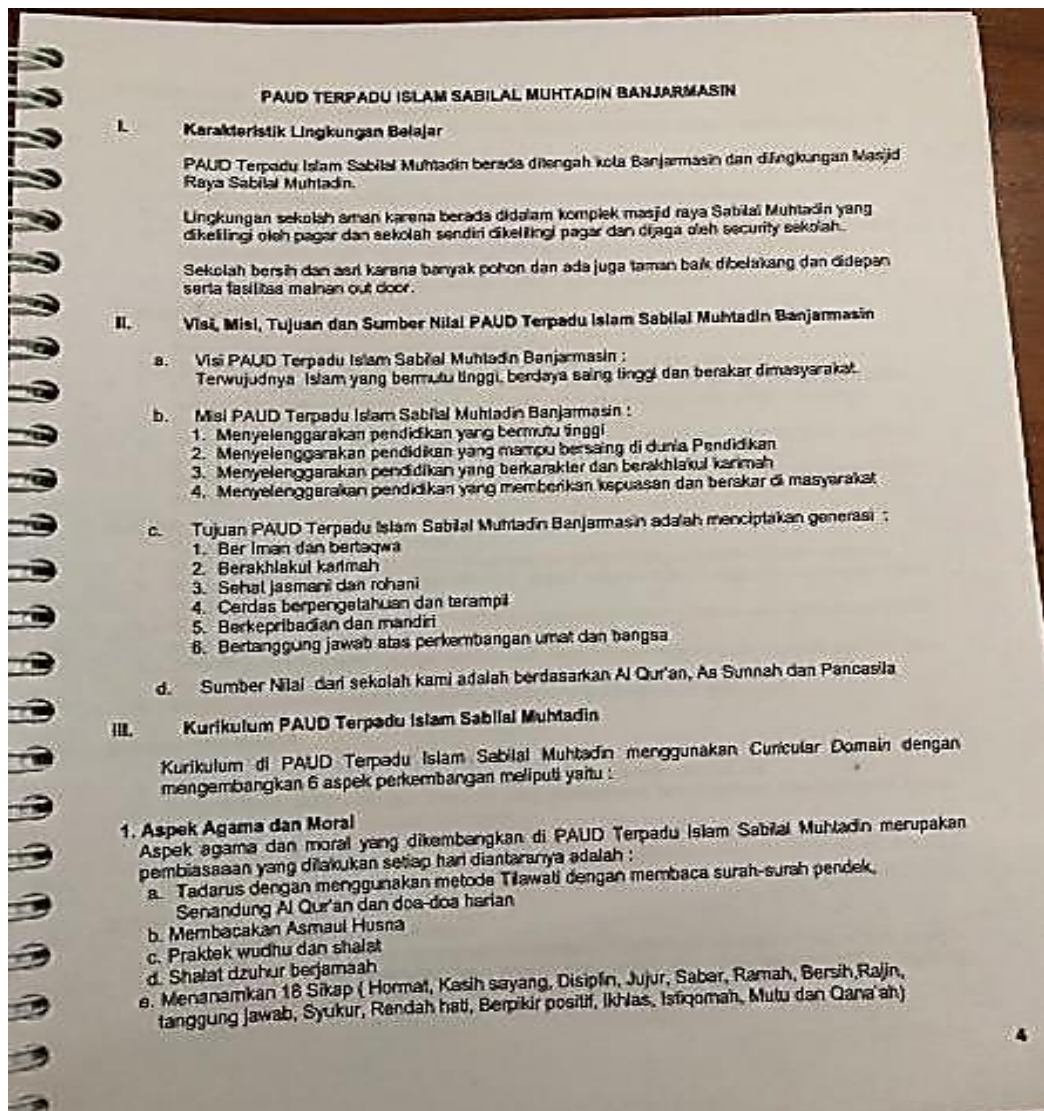 PAUD TERPADU ISLAM SABILAL MUHTADIN BANJARMASIN
I. Karakteristik Lingkungan Belajar
PAUD Terpadu Islam Sabilal Muhtadin berada ditengah kota Banjarmasin dan dilingkungan Masjid
Raya Sabilal Muhtadin.
Lingkungan sekolah aman karena berada didalam komplek masjid raya Sabilal Muhtadin yang
dikelilingi oleh pagar dan sekolah sendiri dikelilingi pagar dan dijaga oleh security sekolah.
Sekolah bersih dan asri karena banyak pohon dan ada juga taman baik dibelakang dan didepan
serta fasilitas mainan out door.
II. Visi, Misi, Tujuan dan Sumber Nilai PAUD Terpadu Islam Sabilal Muhtadin Banjarmasin
a. Visi PAUD Terpadu Islam Sabilal Muhtadin Banjarmasin :
Terwujudnya Islam yang bermutu tinggi, berdaya saing tinggi dan berakar dimasyarakat.
b. Misi PAUD Terpadu Islam Sabilal Muhtadin Banjarmasin :
1. Menyelenggarakan pendidikan yang bermutu tinggi
2. Menyelenggarakan pendidikan yang mampu bersaing di dunia Pendidikan
3. Menyelenggarakan pendidikan yang berkarakter dan berakhlakul karimah
4. Menyelenggarakan pendidikan yang memberikan kepuasan dan berakar di masyarakat
c. Tujuan PAUD Terpadu Islam Sabilal Muhtadin Banjarmasin adalah menciptakan generasi :
1. Ber Iman dan bertaqwa
2. Berakhlakul karimah
3. Sehat jasmani dan rohani
4. Cerdas berpengetahuan dan terampil
5. Berkepribadian dan mandiri
6. Bertanggung jawab atas perkembangan umat dan bangsa
d. Sumber Nilai dari sekolah kami adalah berdasarkan Al Qur'an, As Sunnah dan Pancasila
III. Kurikulum PAUD Terpadu Islam Sabilal Muhtadin
Kurikulum di PAUD Terpadu Islam Sabilal Muhtadin menggunakan Curicular Domain dengan
mengembangkan 6 aspek perkembangan meliputi yaitu :
1. Aspek Agama dan Moral
Aspek agama dan moral yang dikembangkan di PAUD Terpadu Islam Sabilal Muhtadin merupakan
pembiasaaan yang dilakukan setiap hari diantaranya adalah :
a. Tadarus dengan menggunakan metode Tilawati dengan membaca surah-surah pendek,
Senandung Al Qur'an dan doa-doa harian
b. Membacakan Asmaul Husna
c. Praktek wudhu dan shalat
d. Shalat dzuhur berjamaah
e. Menanamkan 18 Sikap ( Hormat, Kasih sayang, Disiplin, Jujur, Sabar, Ramah, Bersih,Rajin,
tanggung jawab, Syukur, Rendah hati, Berpikir positif, Ikhlas, Istiqomah, Mutu dan Qana'ah)
4